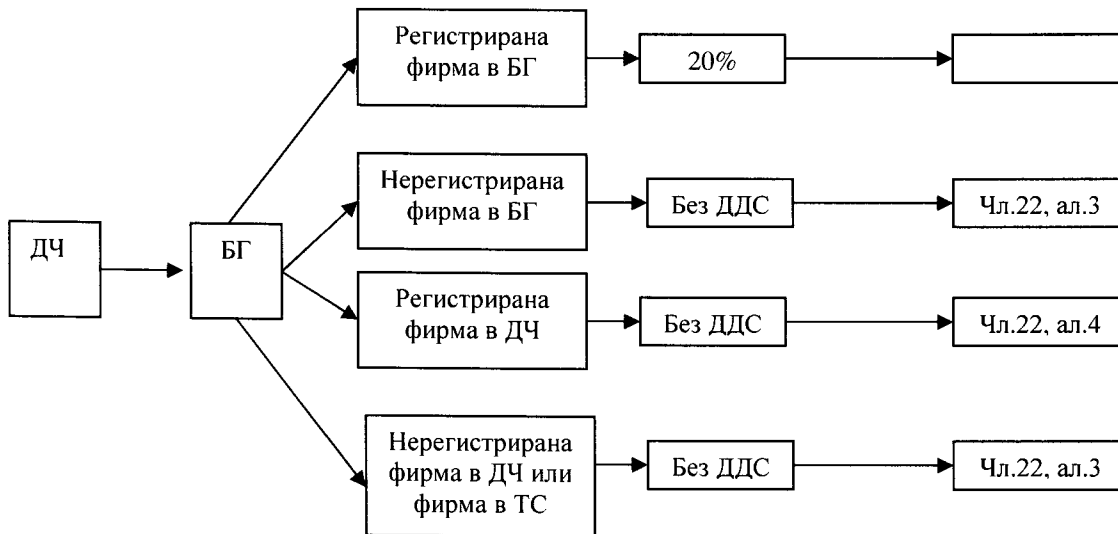 Регистрирана
фирма в БГ
20%
Нерегистрирана
фирма в БГ
Без ДДС
Чл.22, ал.3
ДЧ
БГ
Регистрирана
фирма в ДЧ
Без ДДС
Чл.22, ал.4
Нерегистрирана
фирма в ДЧ или
фирма в ТС
Без ДДС
Чл.22, ал.3